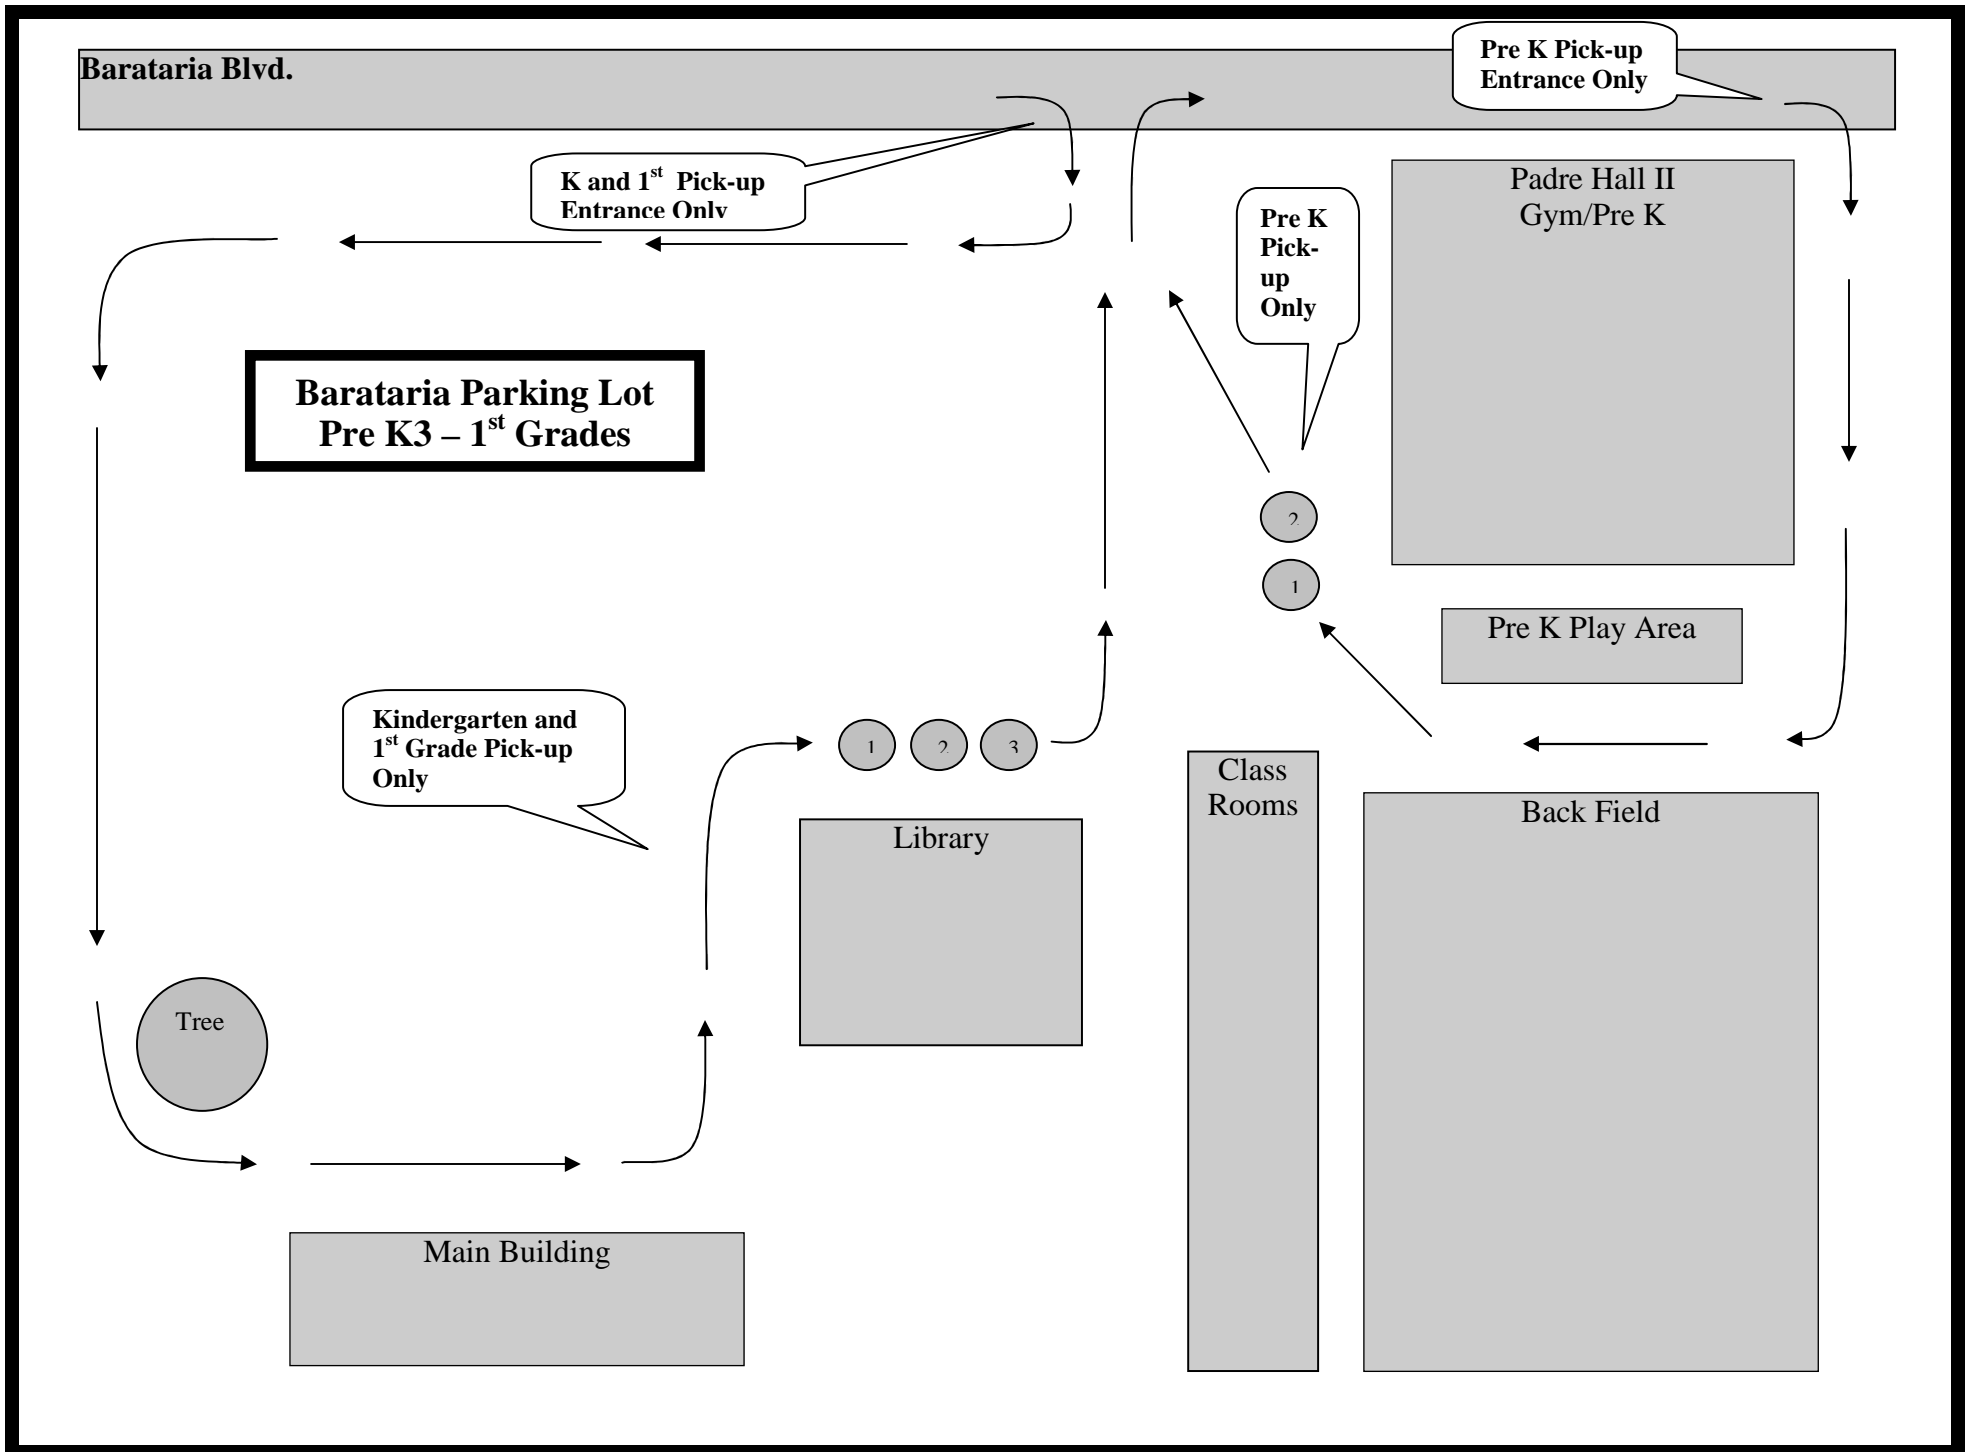 Barataria Blvd.
Pre K Pick-up
Entrance Only
K and 1st Pick-up
Entrance Only
Padre Hall II
Gym/Pre K
Pre K
Pick-
up
Only
Barataria Parking Lot
Pre K3 – 1st Grades
2
1
Pre K Play Area
Kindergarten and
1st Grade Pick-up
Only
1 2 3
Class
Rooms
Back Field
Library
Tree
Main Building